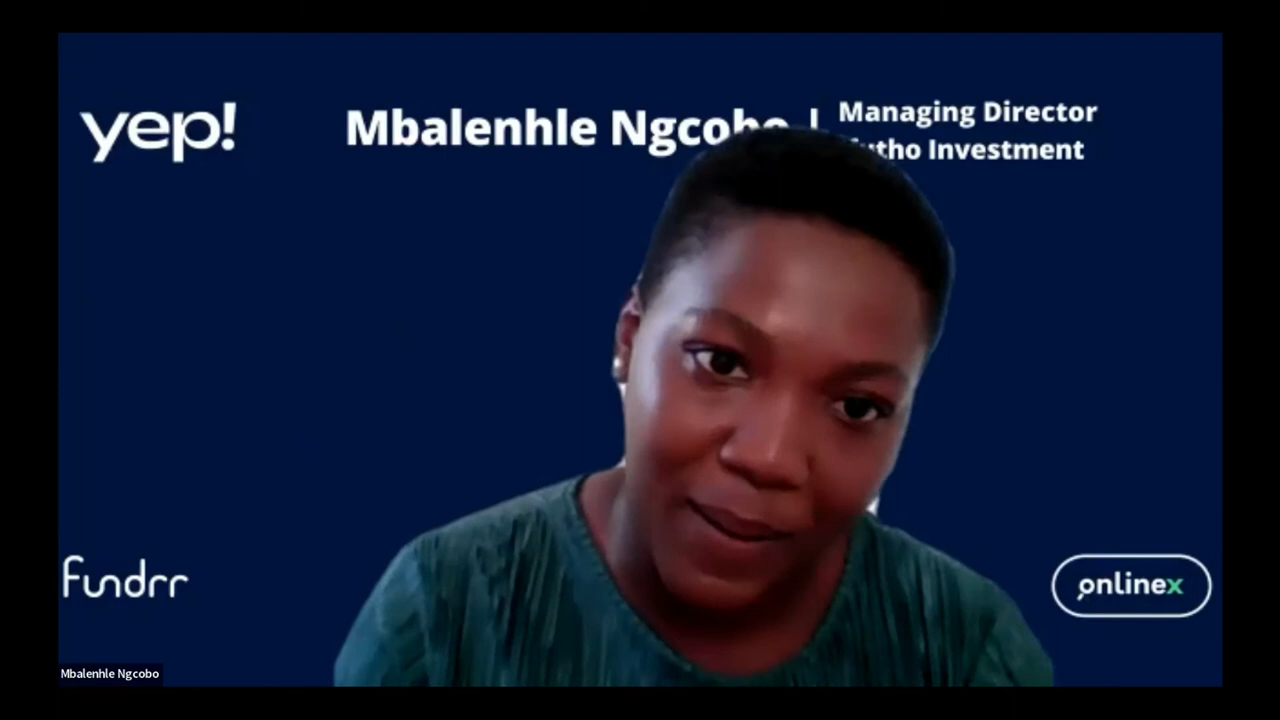 yep!
Mbalenhle Ngcobo |
Managing Director
Investment
fundrr
onlinex
Mbalenhle Ngcobo